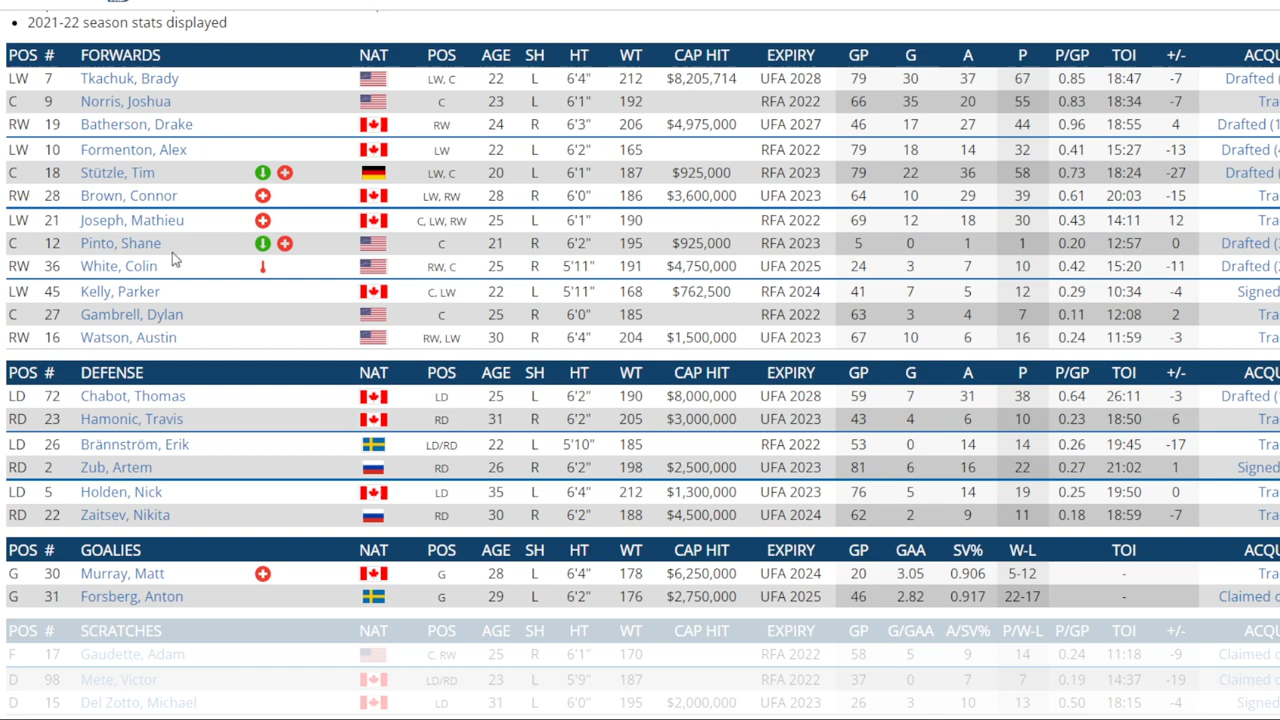 2021-22 season stats displayed
POS # FORWARDS NAT POS AGE SH HT WT CAP HIT EXPIRY GP G A P P/GP TOI +/- ACQU
LW 7 Tkachuk, Brady LW, C 22 L 6'4" 212 $8,205,714 UFA 2028 79 30 37 67 0.85 18:47 -7 Drafted (
C 9 Norris, Joshua C 23 L 6'1" 192 RFA 2022 66 35 20 55 0.83 18:34 -7 Tra
RW 19 Batherson, Drake RW 24 R 6'3" 206 $4,975,000 UFA 2027 46 17 27 44 0.96 18:55 4 Drafted (1
LW 10 Formenton, Alex LW 22 L 6'2" 165 RFA 2022 79 18 14 32 0.41 15:27 -13 Drafted (4
C 18 Stützle, Tim LW, C 20 L 6'1" 187 $925,000 UFA 2023 79 22 36 58 0.73 18:24 -27 Drafted (
RW 28 Brown, Connor LW, RW 28 R 6'0" 186 $3,600,000 UFA 2023 64 10 29 39 0.61 20:03 -15 Tra
LW 21 Joseph, Mathieu C, LW, RW 25 L 6'1" 190 RFA 2022 69 12 18 30 0.43 14:11 12 Tra
C 12 Pinto, Shane C 21 R 6'2" 195 $925,000 RFA 2023 5 0 1 1 0.20 12:57 0 Drafted (2
RW 36 White, Colin RW, C 25 R 5'11" 191 $4,750,000 UFA 2025 24 3 7 10 0.42 15:20 -11 Drafted (2
LW 45 Kelly, Parker C, LW 22 L 5'11" 168 $762,500 RFA 2024 41 7 5 12 0.29 10:34 -4 Signed
C 27 Gambrell, Dylan C 25 R 6'0" 185 RFA 2022 63 3 4 7 0.11 12:08 2 Tra
RW 16 Watson, Austin RW, LW 30 R 6'4" 204 $1,500,000 UFA 2023 67 10 6 16 0.24 11:59 -3 Tra
POS # DEFENSE NAT POS AGE SH HT WT CAP HIT EXPIRY GP G A P P/GP TOI +/- ACQU
LD 72 Chabot, Thomas LD 25 L 6'2" 190 $8,000,000 UFA 2028 59 7 31 38 0.64 26:11 -3 Drafted (1
RD 23 Hamonic, Travis RD 31 R 6'2" 205 $3,000,000 UFA 2023 43 4 6 10 0.23 18:50 6 Tra
LD 26 Brännström, Erik LD/RD 22 L 5'10" 185 RFA 2022 53 0 14 14 0.26 19:45 -17 Tra
RD 2 Zub, Artem RD 26 R 6'2" 198 $2,500,000 UFA 2023 81 6 16 22 0.27 21:02 1 Signed
LD 5 Holden, Nick LD 35 L 6'4" 212 $1,300,000 UFA 2023 76 5 14 19 0.25 19:50 0 Tra
RD 22 Zaitsev, Nikita RD 30 R 6'2" 188 $4,500,000 UFA 2024 62 2 9 11 0.18 18:59 -7 Tra
POS # GOALIES NAT POS AGE SH HT WT CAP HIT EXPIRY GP GAA SV% W-L TOI ACQU
G 30 Murray, Matt G 28 L 6'4" 178 $6,250,000 UFA 2024 20 3.05 0.906 5-12 - Tra
G 31 Forsberg, Anton G 29 L 6'2" 176 $2,750,000 UFA 2025 46 2.82 0.917 22-17 - Claimed o
POS # SCRATCHES NAT POS AGE SH HT WT CAP HIT EXPIRY GP G/GAA A/SV% P/W-L P/GP TOI +/- ACQU
F 17 Gaudette, Adam C, RW 25 R 6'1" 170 RFA 2022 58 5 9 14 0.24 11:18 -9 Claimed o
D 98 Mete, Victor LD/RD 23 L 5'9" 187 RFA 2022 37 0 7 7 0.19 14:37 -19 Claimed o
D 15 Del Zotto, Michael LD 31 L 6'0" 195 $2,000,000 UFA 2023 26 3 10 13 0.50 18:15 -4 Signed